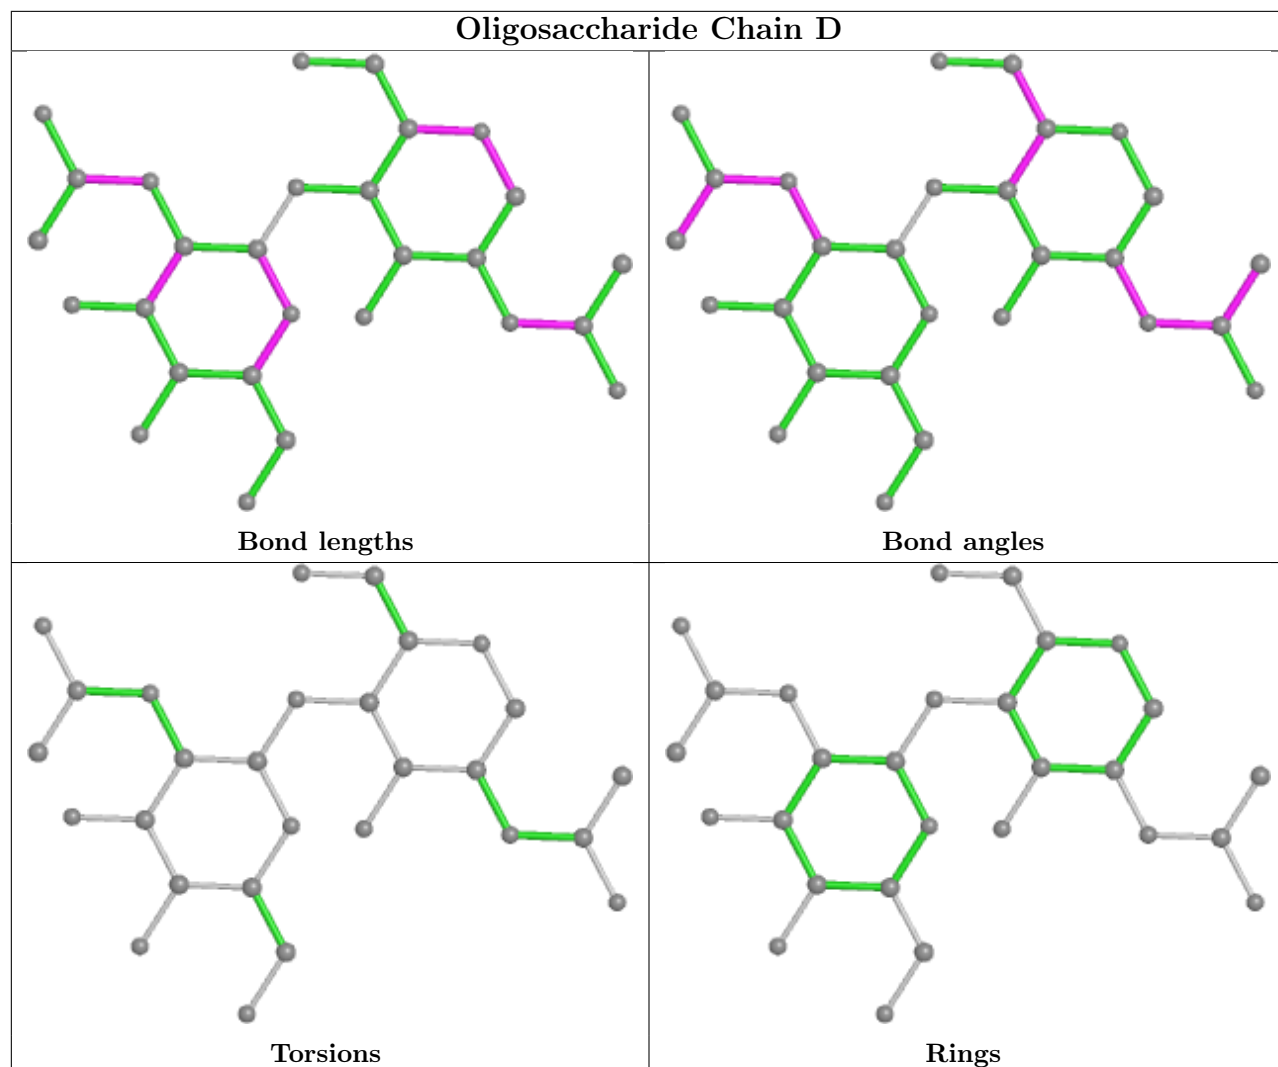 Oligosaccharide Chain D
Bond lengths
Bond angles
Torsions
Rings